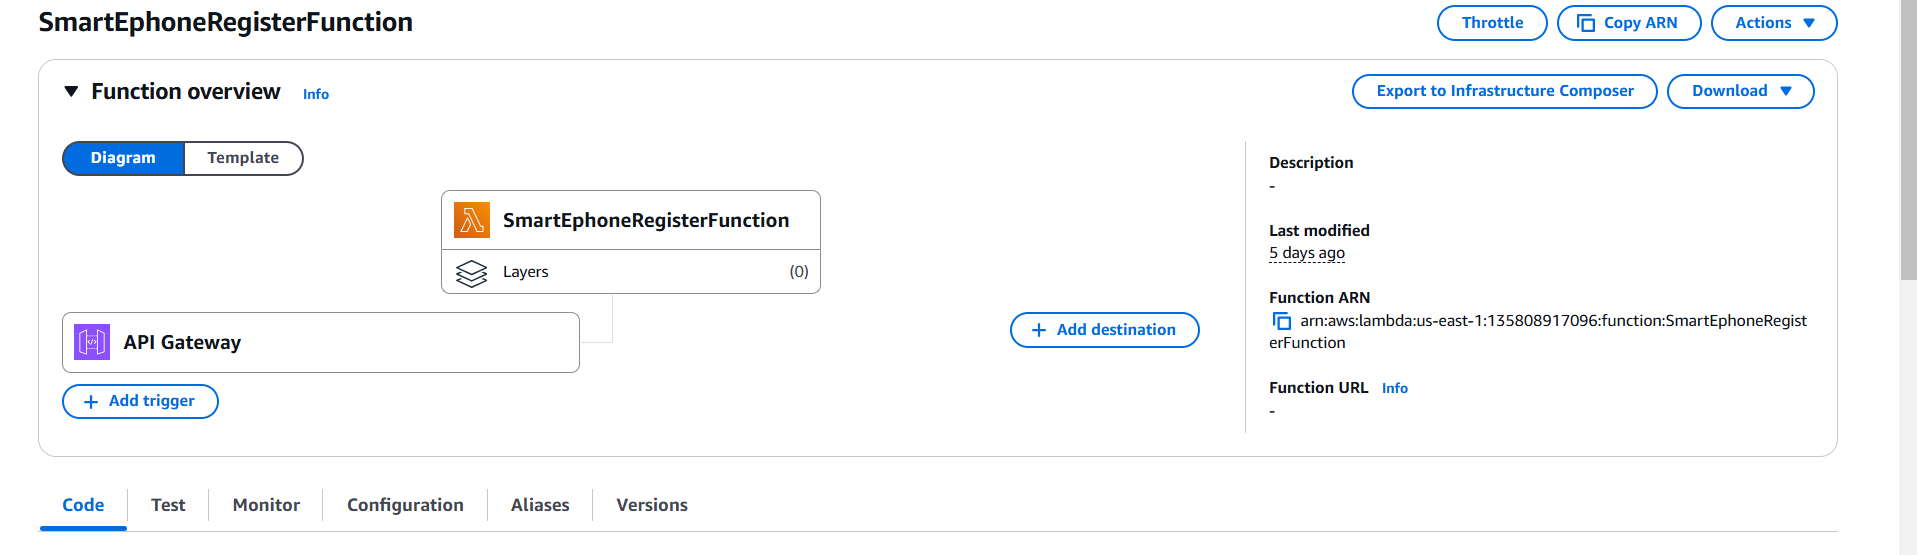 SmartEphoneRegisterFunction
Throttle
Copy ARN
Actions
Function overview
Info
Export to Infrastructure Composer
Download
Diagram
Template
SmartEphoneRegisterFunction
Layers
(0)
API Gateway
+ Add trigger
+ Add destination
Description
-
Last modified
5 days ago
Function ARN
arn:aws:lambda:us-east-1:135808917096:function:SmartEphoneRegist
erFunction
Function URL Info
-
Code
Test
Monitor
Configuration
Aliases
Versions